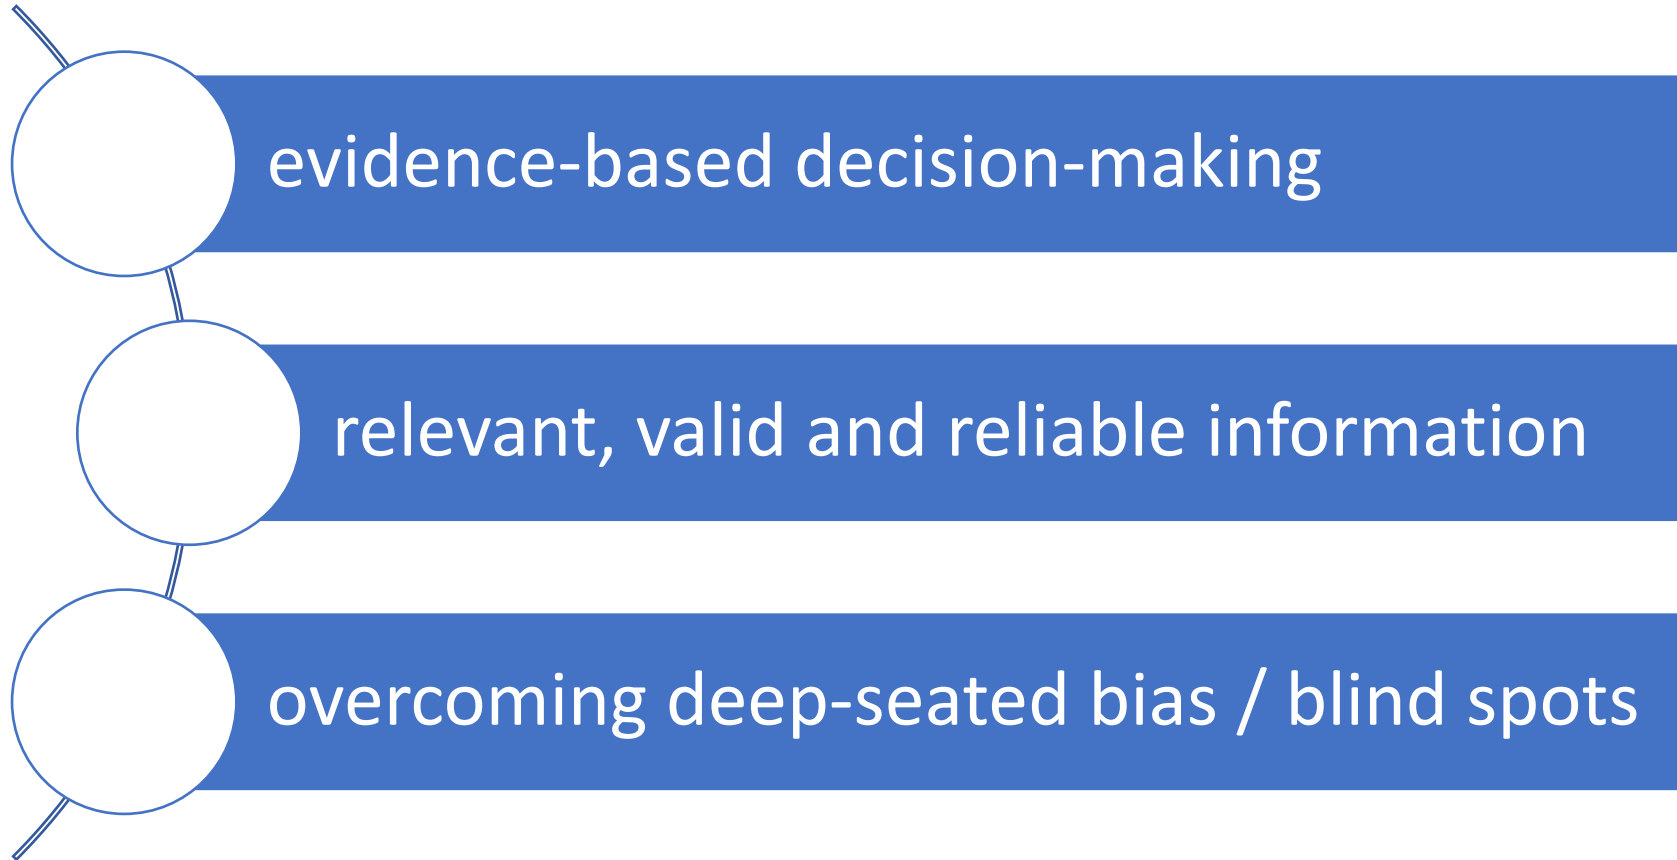 evidence-based decision-making
relevant, valid and reliable information
overcoming deep-seated bias / blind spots